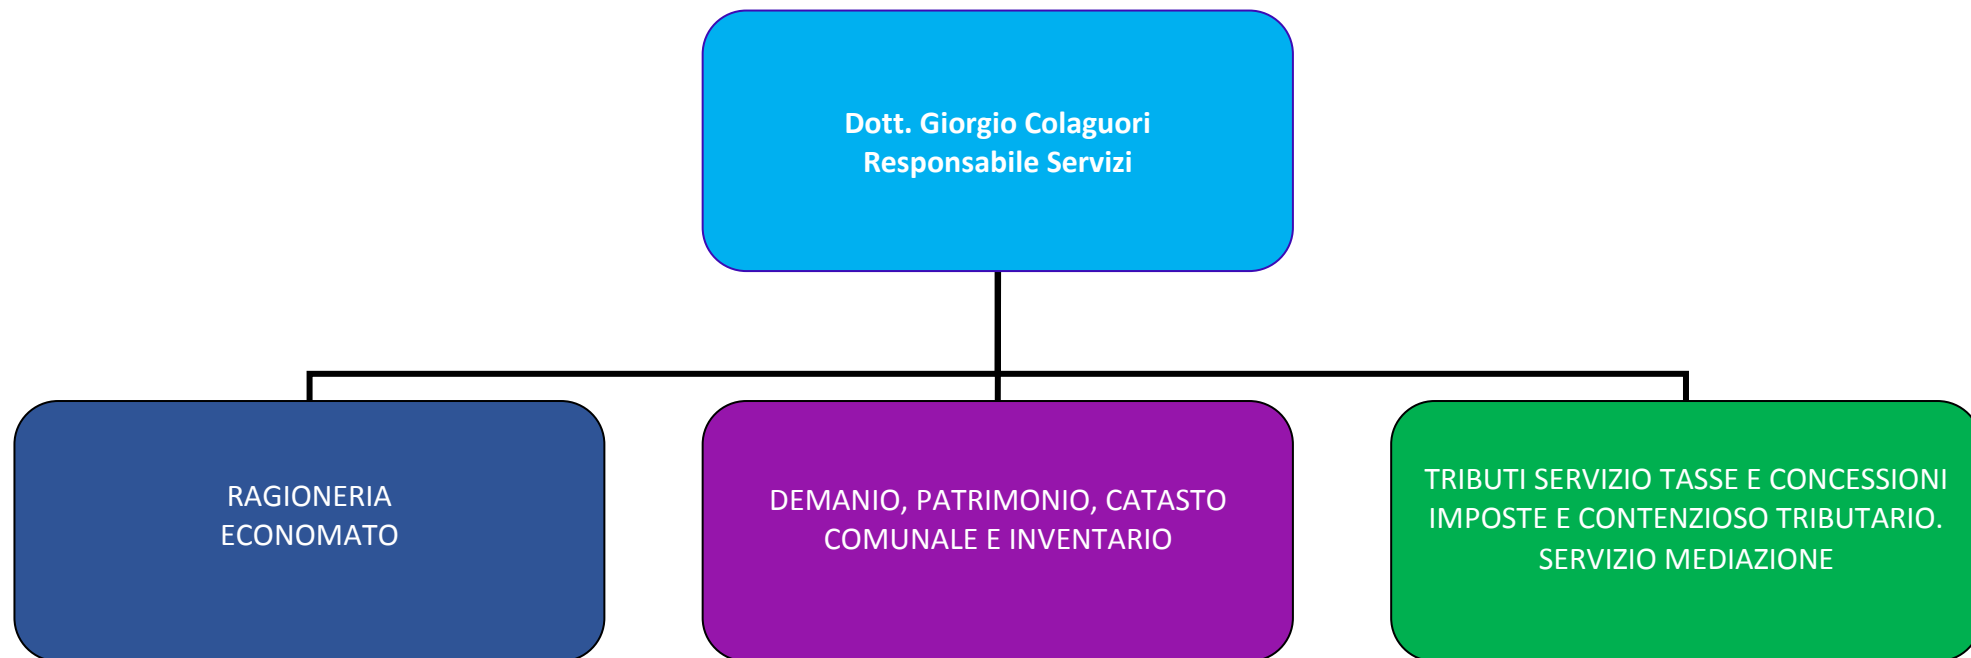 Dott. Giorgio Colaguori
Responsabile Servizi
RAGIONERIA
ECONOMATO
DEMANIO, PATRIMONIO, CATASTO
COMUNALE E INVENTARIO
TRIBUTI SERVIZIO TASSE E CONCESSIONI
IMPOSTE E CONTENZIOSO TRIBUTARIO.
SERVIZIO MEDIAZIONE